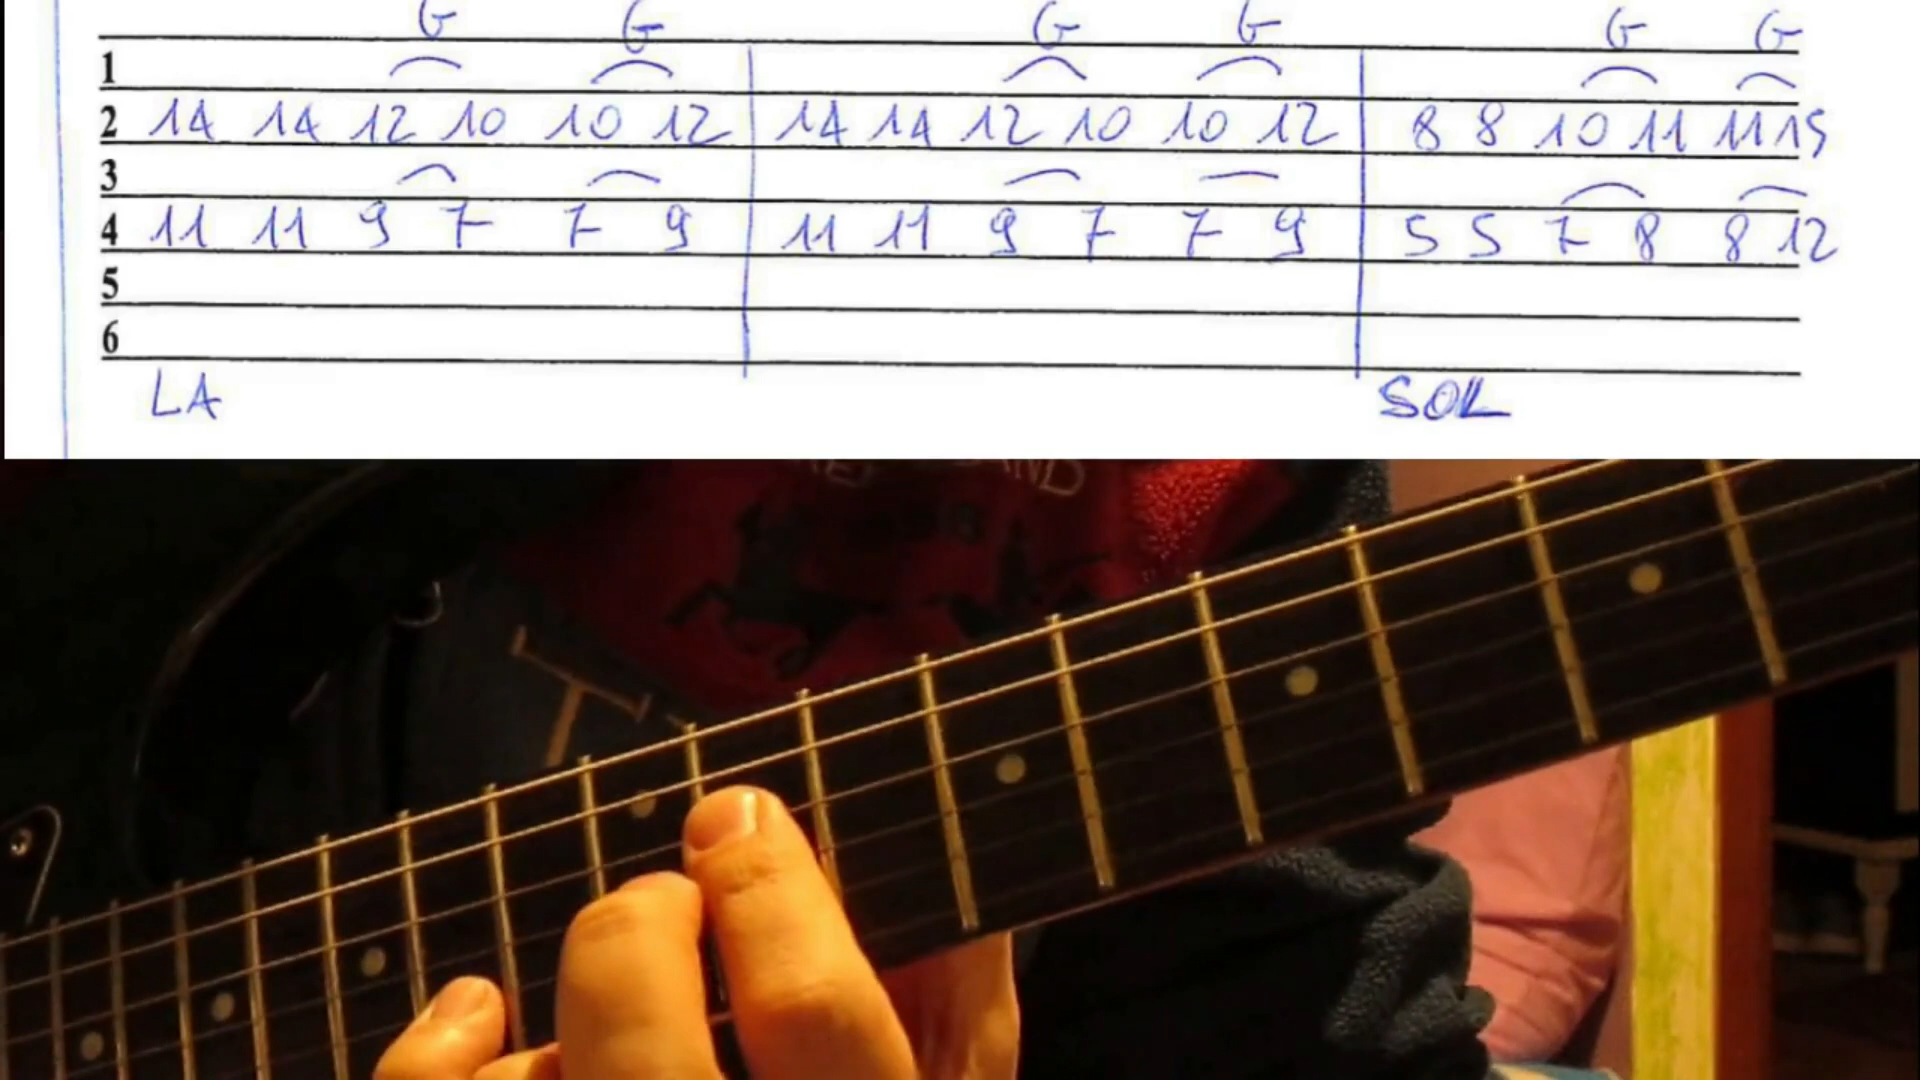 G G G G G G
1
2 14 14 12 10 10 12 14 14 12 10 10 12 8 8 10 11 11 15
3
4 11 11 9 7 7 9 11 11 9 7 7 9 5 5 7 8 8 12
5
6
LA SOL
AND